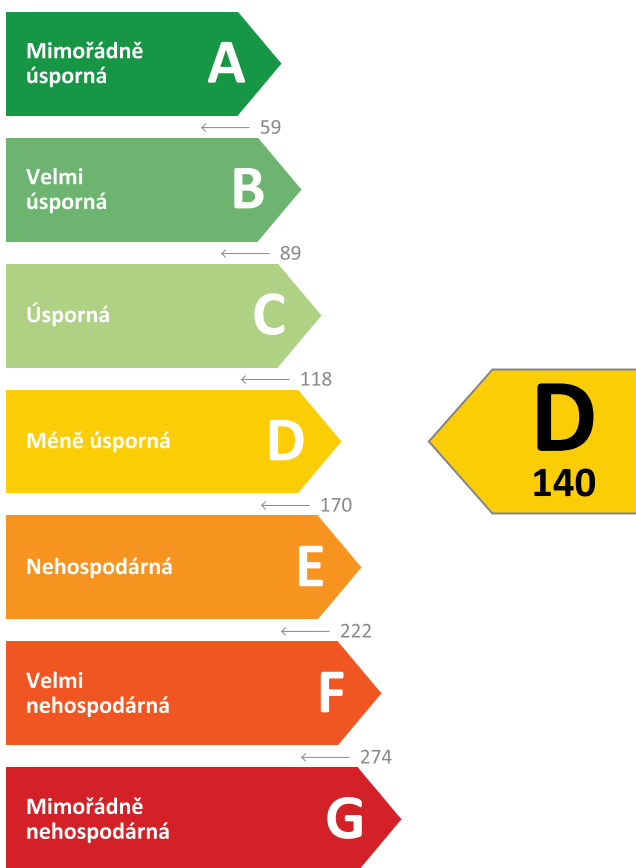 Mimořádně
úsporná
A
59
Velmi
úsporná
B
89
Úsporná
C
118
Méně úsporná
D
D
140
170
Nehospodárná
E
222
Velmi
nehospodárná
F
274
Mimořádně
nehospodárná
G